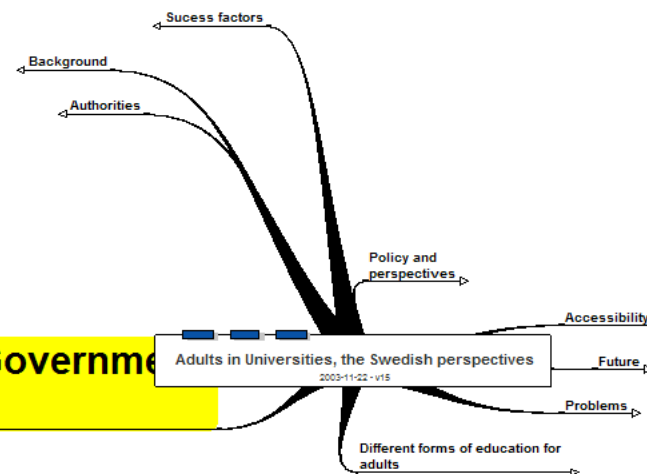 Sucess factors
Background
Authorities
Policy and
perspectives
Accessibility
Governme
Adults in Universities, the Swedish perspectives
2003-11-22 - v15
Future
Problems
Different forms of education for
adults